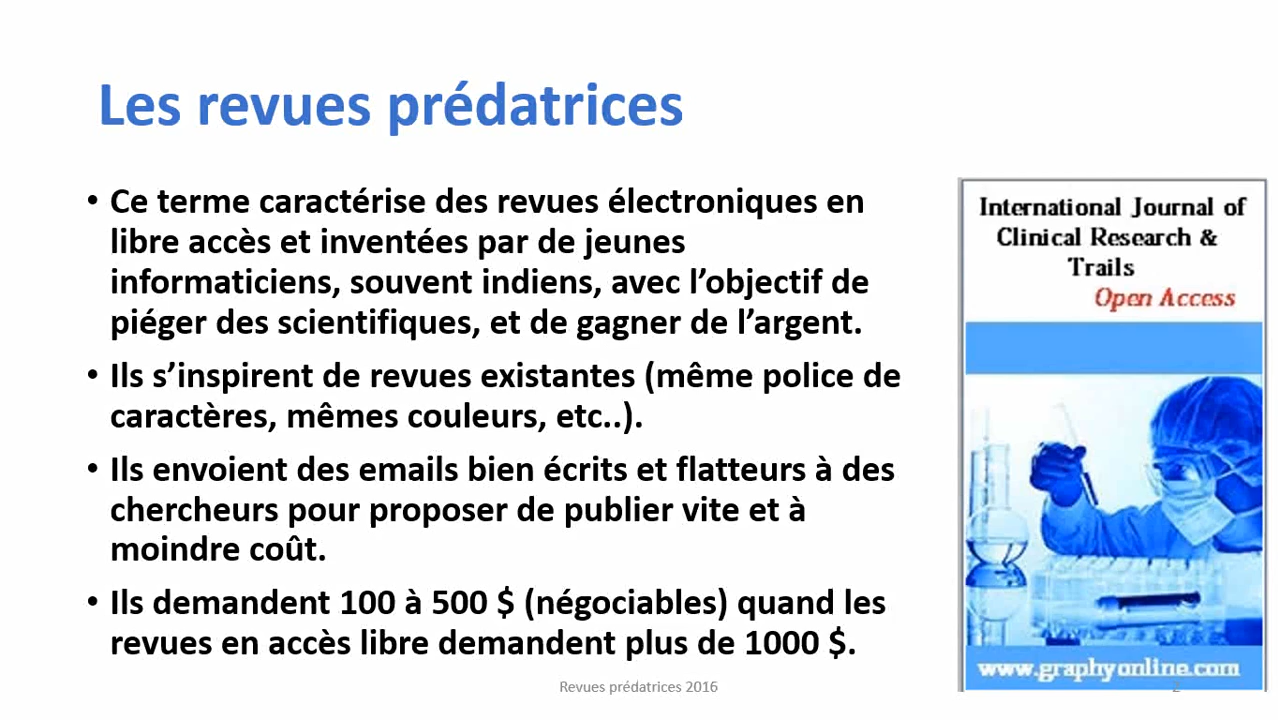 Les revues prédatrices
• Ce terme caractérise des revues électroniques en
libre accès et inventées par de jeunes
informaticiens, souvent indiens, avec l’objectif de
piéger des scientifiques, et de gagner de l’argent.
• Ils s’inspirent de revues existantes (même police de
caractères, mêmes couleurs, etc..).
• Ils envoient des emails bien écrits et flatteurs à des
chercheurs pour proposer de publier vite et à
moindre coût.
• Ils demandent 100 à 500 $ (négociables) quand les
revues en accès libre demandent plus de 1000 $.
International Journal of
Clinical Research &
Trails
Open Access
www.graphyonline.com
Revues prédatrices 2016